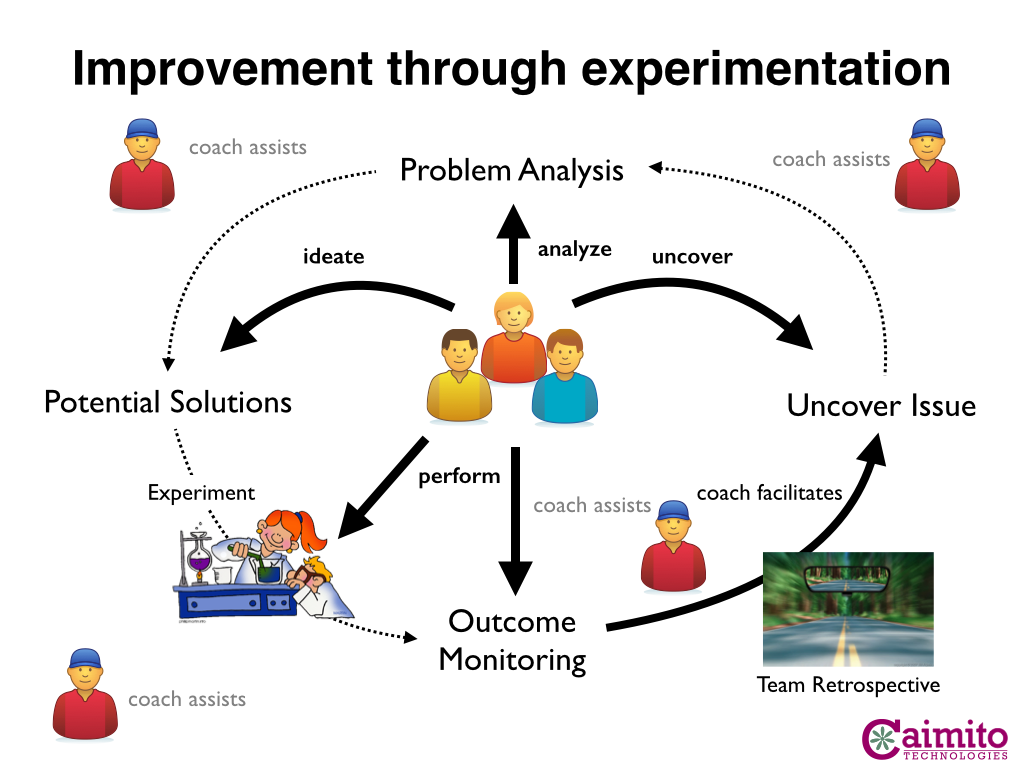 Improvement through experimentation
coach assists
coach assists
Problem Analysis
ideate
analyze
uncover
Potential Solutions
Uncover Issue
perform
Experiment
coach assists
coach facilitates
Outcome
Monitoring
Team Retrospective
coach assists
Caimito
TECHNOLOGIES